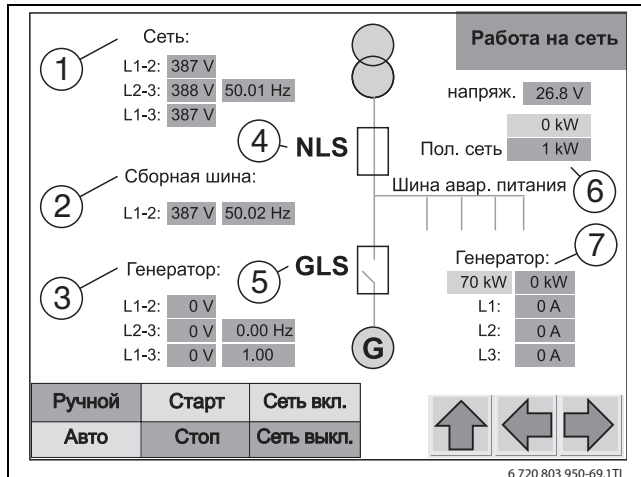 Сеть:
Работа на сеть
1
L1-2: 387 V
L2-3: 388 V 50.01 Hz
L1-3: 387 V
напряж. 26.8 V
0 kW
Пол. сеть 1 kW
4 NLS
6
Сборная шина:
Шина авар. питания
2
L1-2: 387 V 50.02 Hz
7
Генератор:
5 GLS
Генератор:
3
70 kW 0 kW
L1-2: 0 V
L1: 0 A
L2-3: 0 V 0.00 Hz
L2: 0 A
L1-3: 0 V 1.00
G
L3: 0 A
Ручной Старт Сеть вкл.
Авто Стоп Сеть выкл.
6 720 803 950-69.1TL